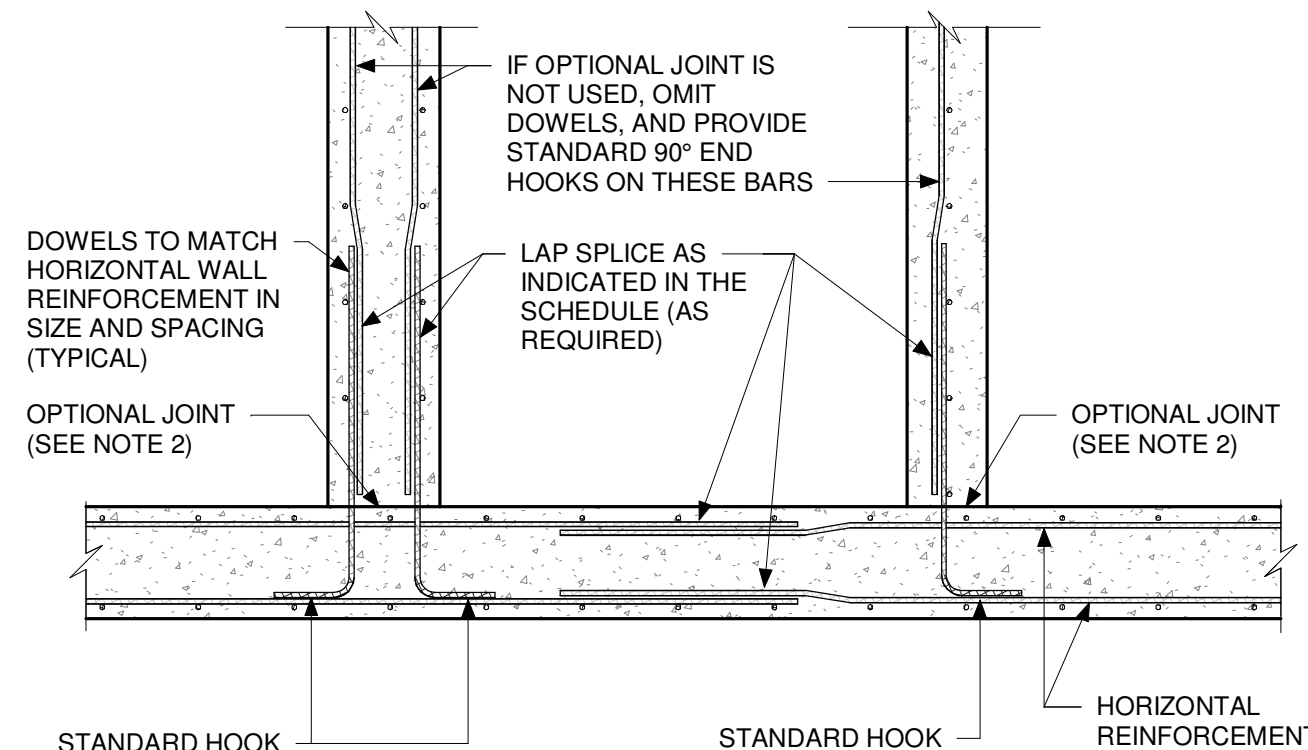 IF OPTIONAL JOINT IS
NOT USED, OMIT
DOWELS, AND PROVIDE
STANDARD 90° END
HOOKS ON THESE BARS
DOWELS TO MATCH
HORIZONTAL WALL
REINFORCEMENT IN
SIZE AND SPACING
(TYPICAL)
LAP SPLICE AS
INDICATED IN THE
SCHEDULE (AS
REQUIRED)
OPTIONAL JOINT
(SEE NOTE 2)
OPTIONAL JOINT
(SEE NOTE 2)
STANDARD HOOK
STANDARD HOOK
HORIZONTAL
REINFORCEMENT